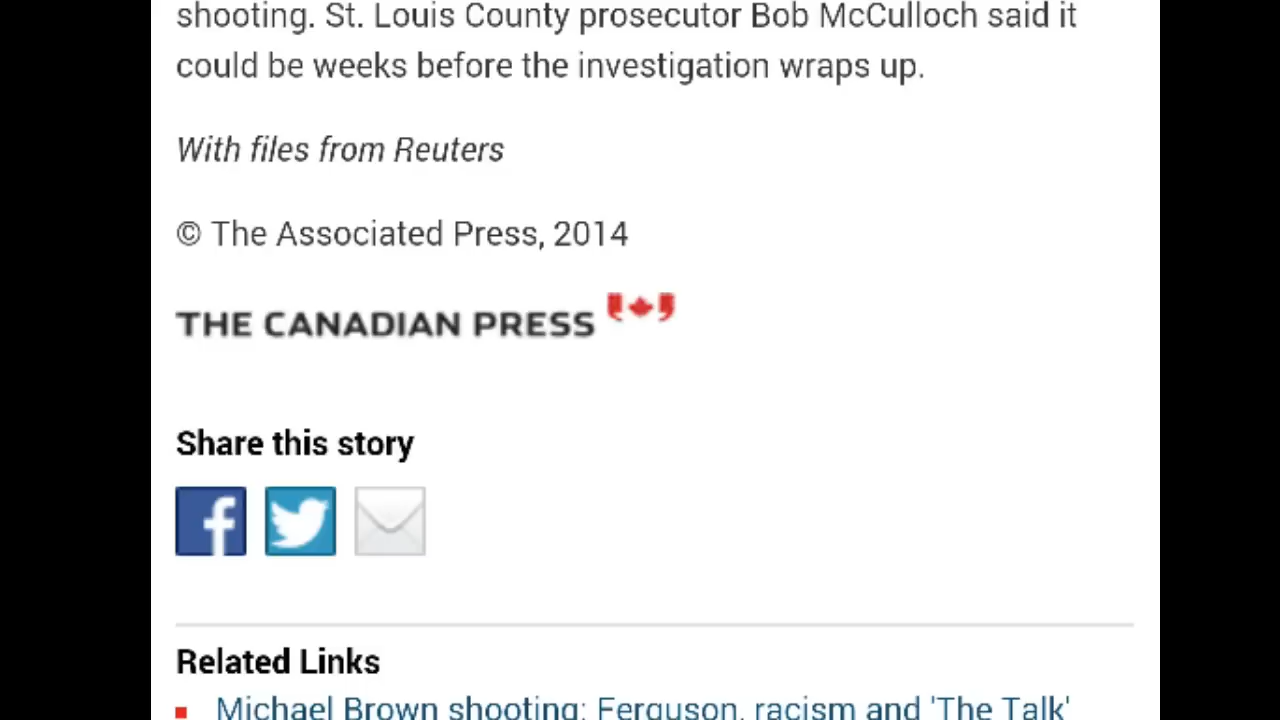 shooting. St. Louis County prosecutor Bob McCulloch said it
could be weeks before the investigation wraps up.
With files from Reuters
© The Associated Press, 2014
THE CANADIAN PRESS
Share this story
Related Links
Michael Brown shooting: Ferguson, racism and 'The Talk'